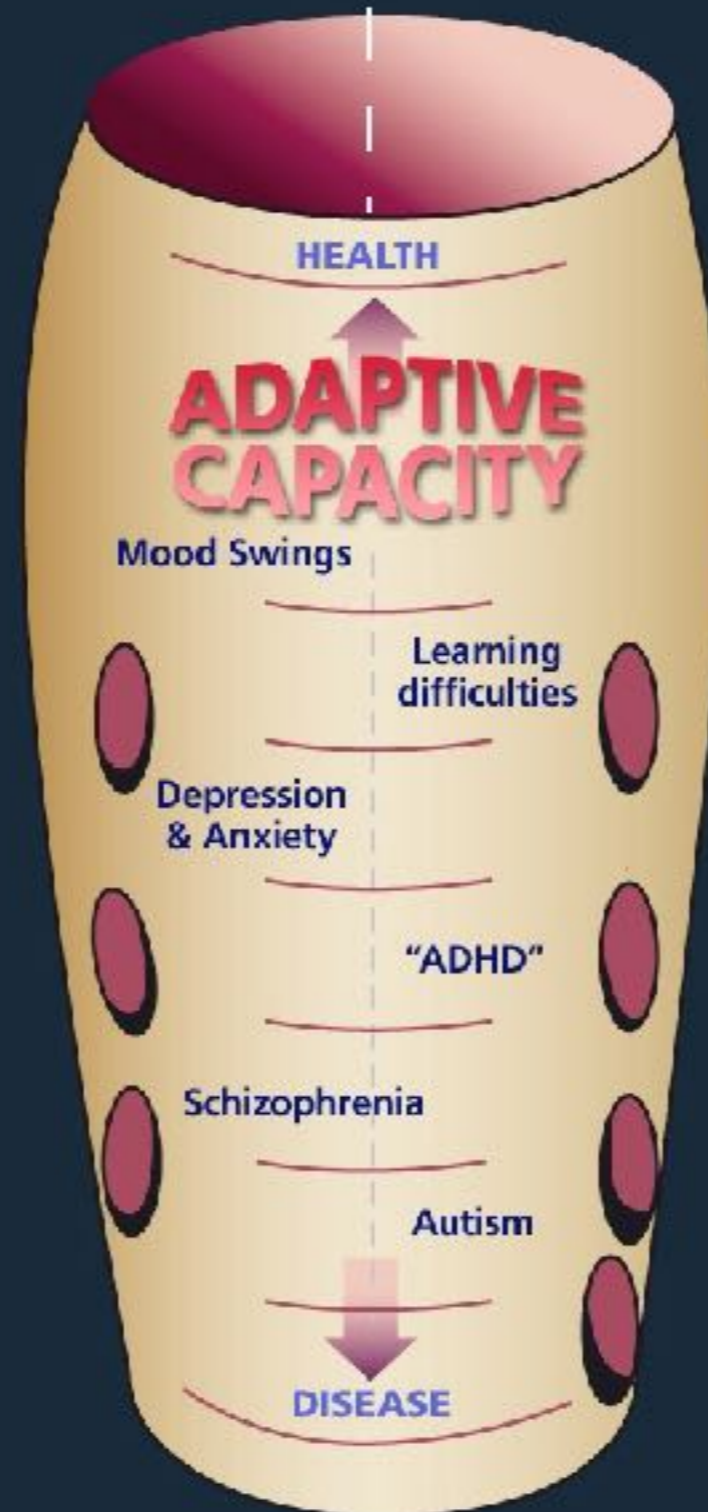 HEALTH
ADAPTIVE
CAPACITY
Mood Swings
Learning
difficulties
Depression
& Anxiety
“ADHD”
Schizophrenia
Autism
DISEASE